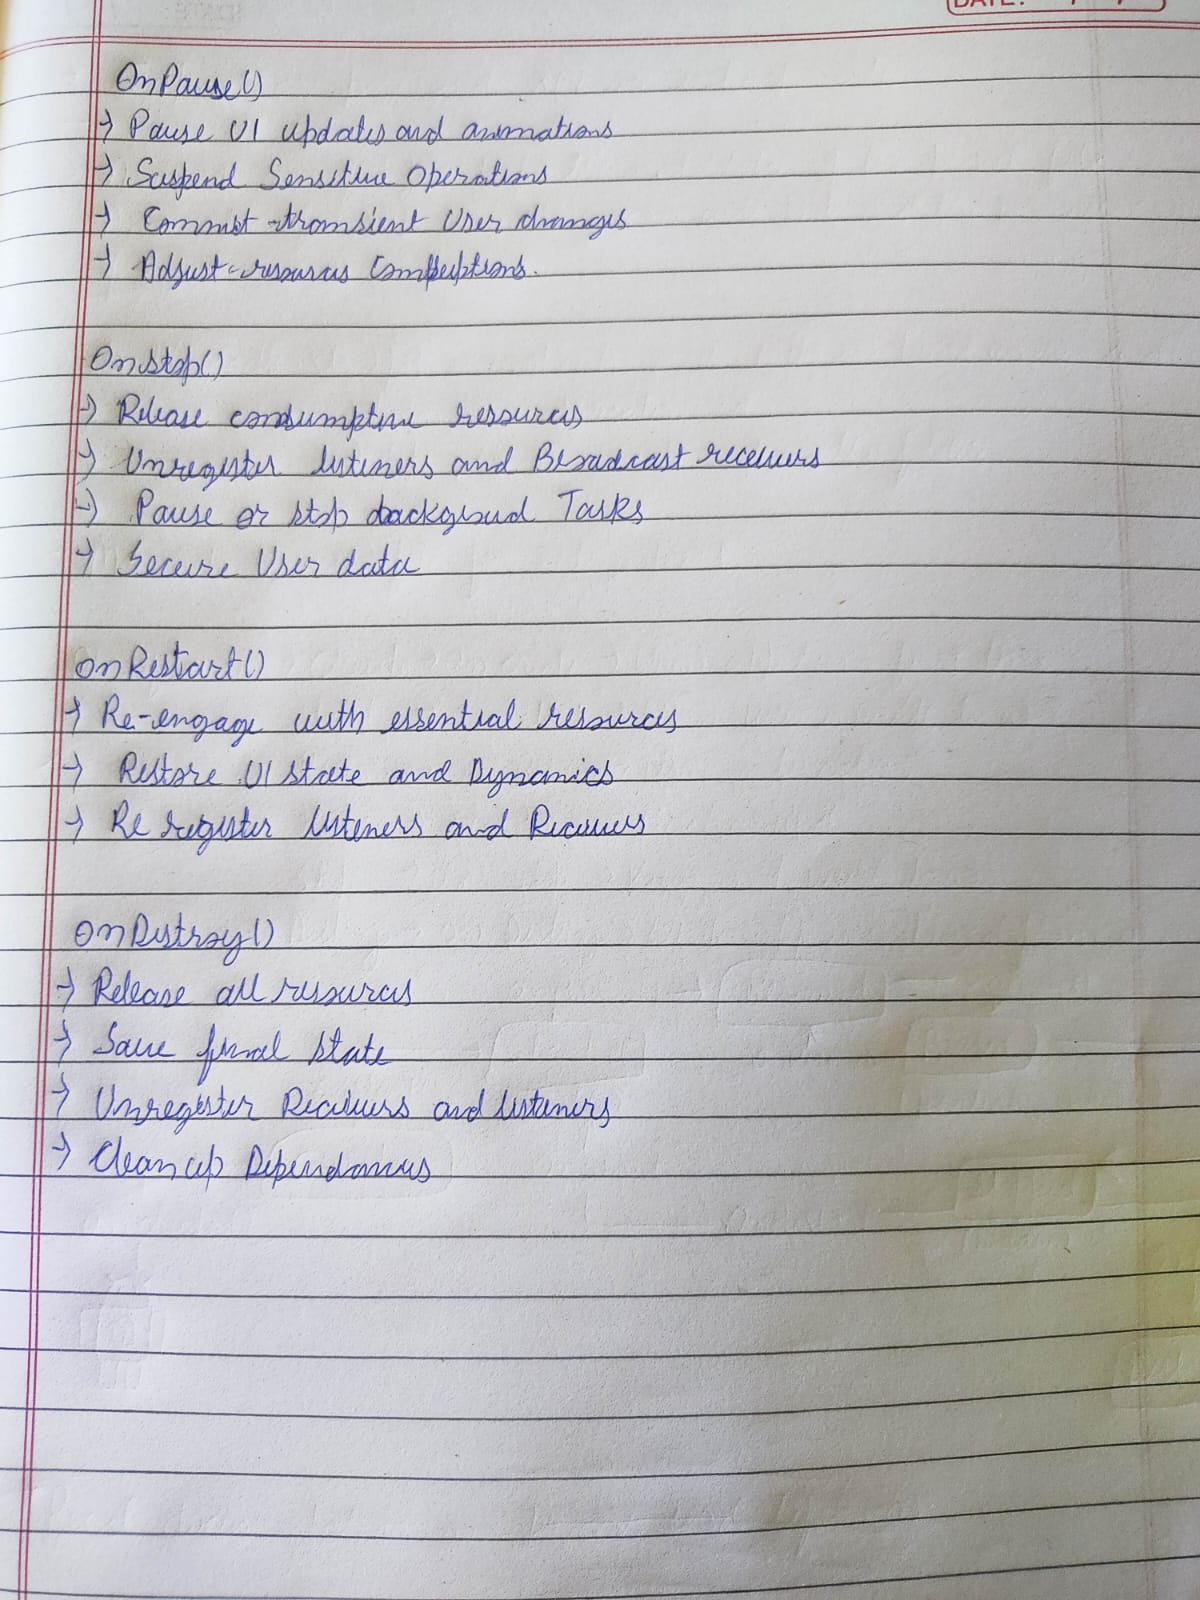 DATE:
OnPause()
→ Pause UI updates and animations
→ Suspend Sensitive Operations
→ Commit transient User changes
→ Adjust resources
OnStop()
→ Release consumptive resources
→ Unregister listeners and Broadcast receivers
→ Pause or stop background Tasks
→ Secure User data
onRestart()
→ Re-engage with essential resources
→ Restore UI state and Dynamics
→ Re register listeners and Receivers
onDestroy()
→ Release all resources
→ Save final state
→ Unregister Receivers and listeners
→ Clean up Dependancies